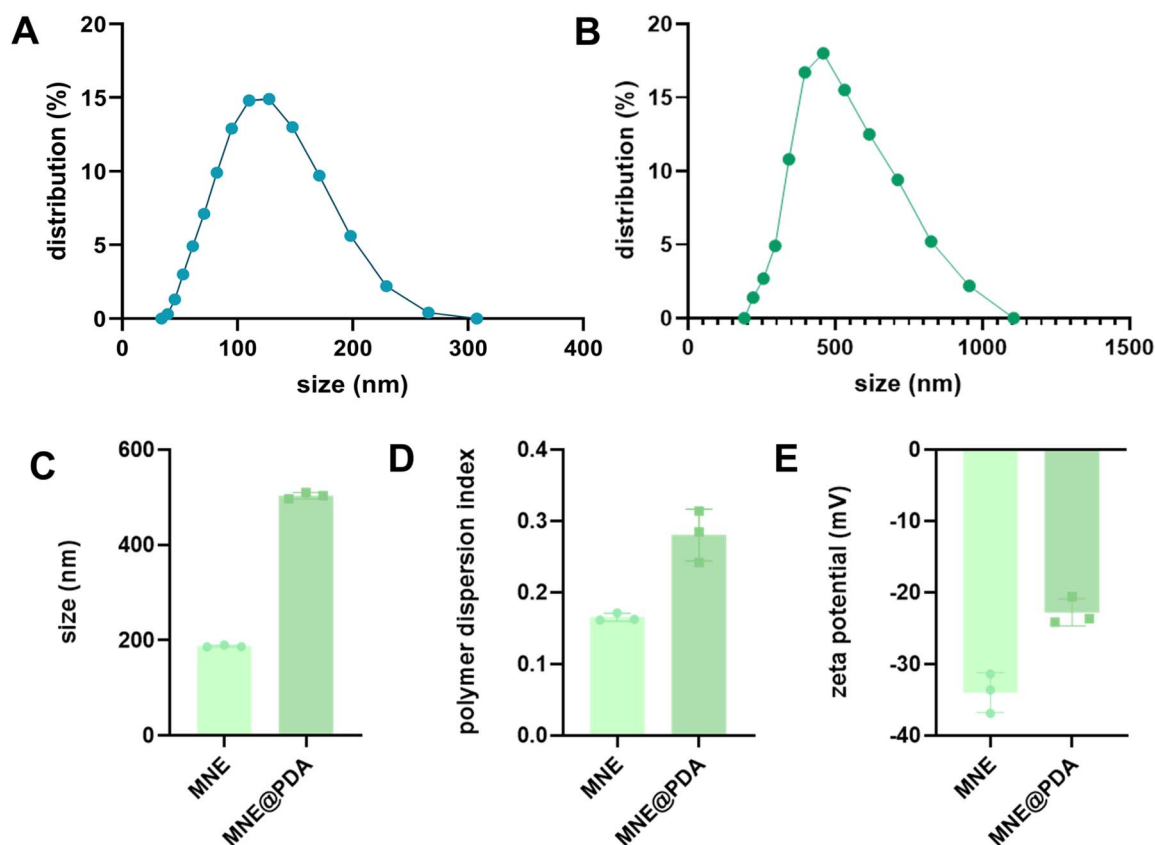 A
distribution (%)
20
15
10
5
0
0 100 200 300 400
size (nm)
B
distribution (%)
20
15
10
5
0
0 500 1000 1500
size (nm)
C
size (nm)
600
400
200
0
MNE
MNE@PDA
D
polymer dispersion index
0.4
0.3
0.2
0.1
0.0
MNE
MNE@PDA
E
zeta potential (mV)
0
-10
-20
-30
-40
MNE
MNE@PDA